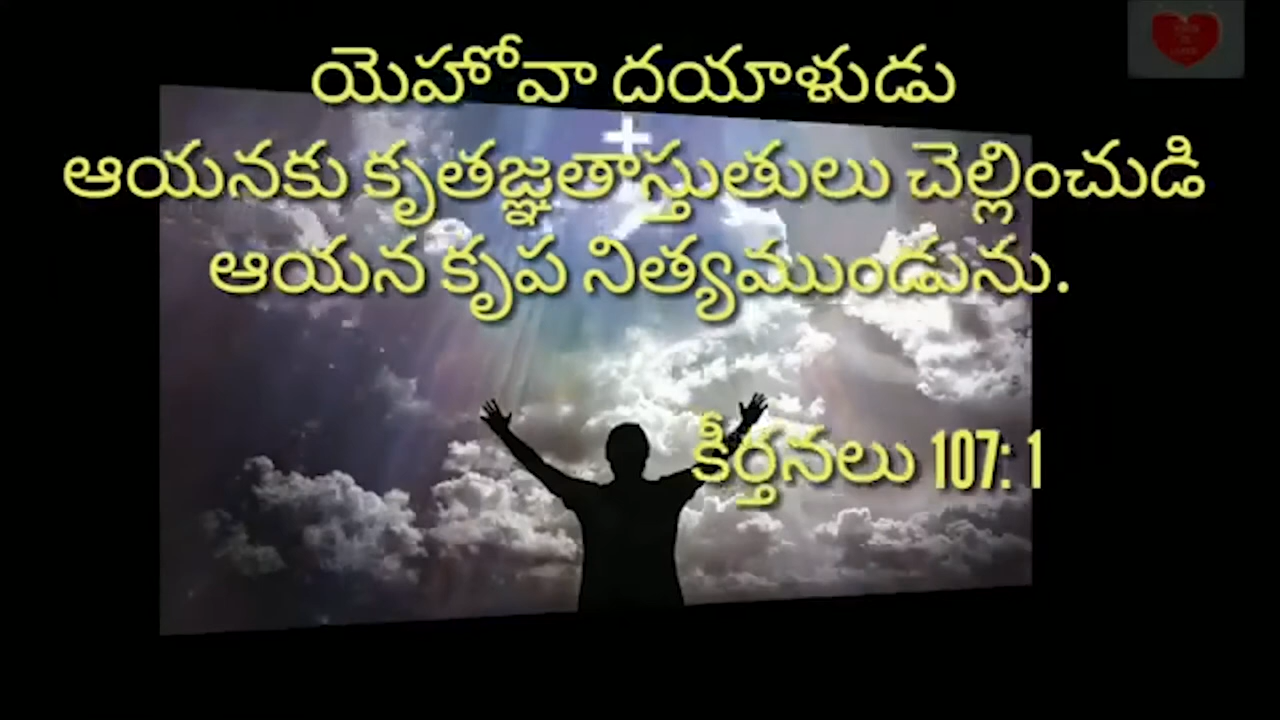 యెహోవా దయాళుడు
ఆయనకు కృతజ్ఞతాస్తుతులు చెల్లించుడి
ఆయన కృప నిత్యముండును.
కీర్తనలు 107: 1